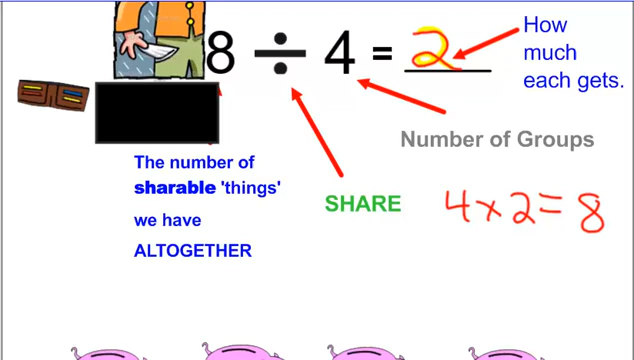 8 ÷ 4 = 2
How
much
each gets.
Number of Groups
The number of
sharable 'things'
we have
ALTOGETHER
SHARE
4 x 2 = 8